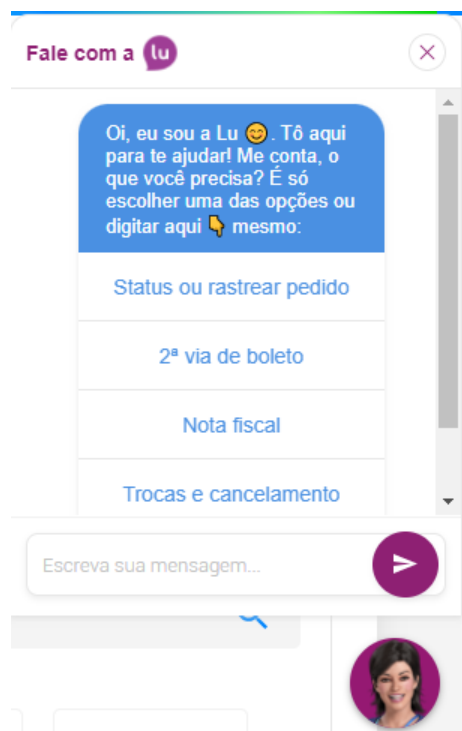 Fale com a lu
Oi, eu sou a Lu 😊. Tô aqui
para te ajudar! Me conta, o
que você precisa? É só
escolher uma das opções ou
digitar aqui 👇 mesmo:
Status ou rastrear pedido
2ª via de boleto
Nota fiscal
Trocas e cancelamento
Escreva sua mensagem...